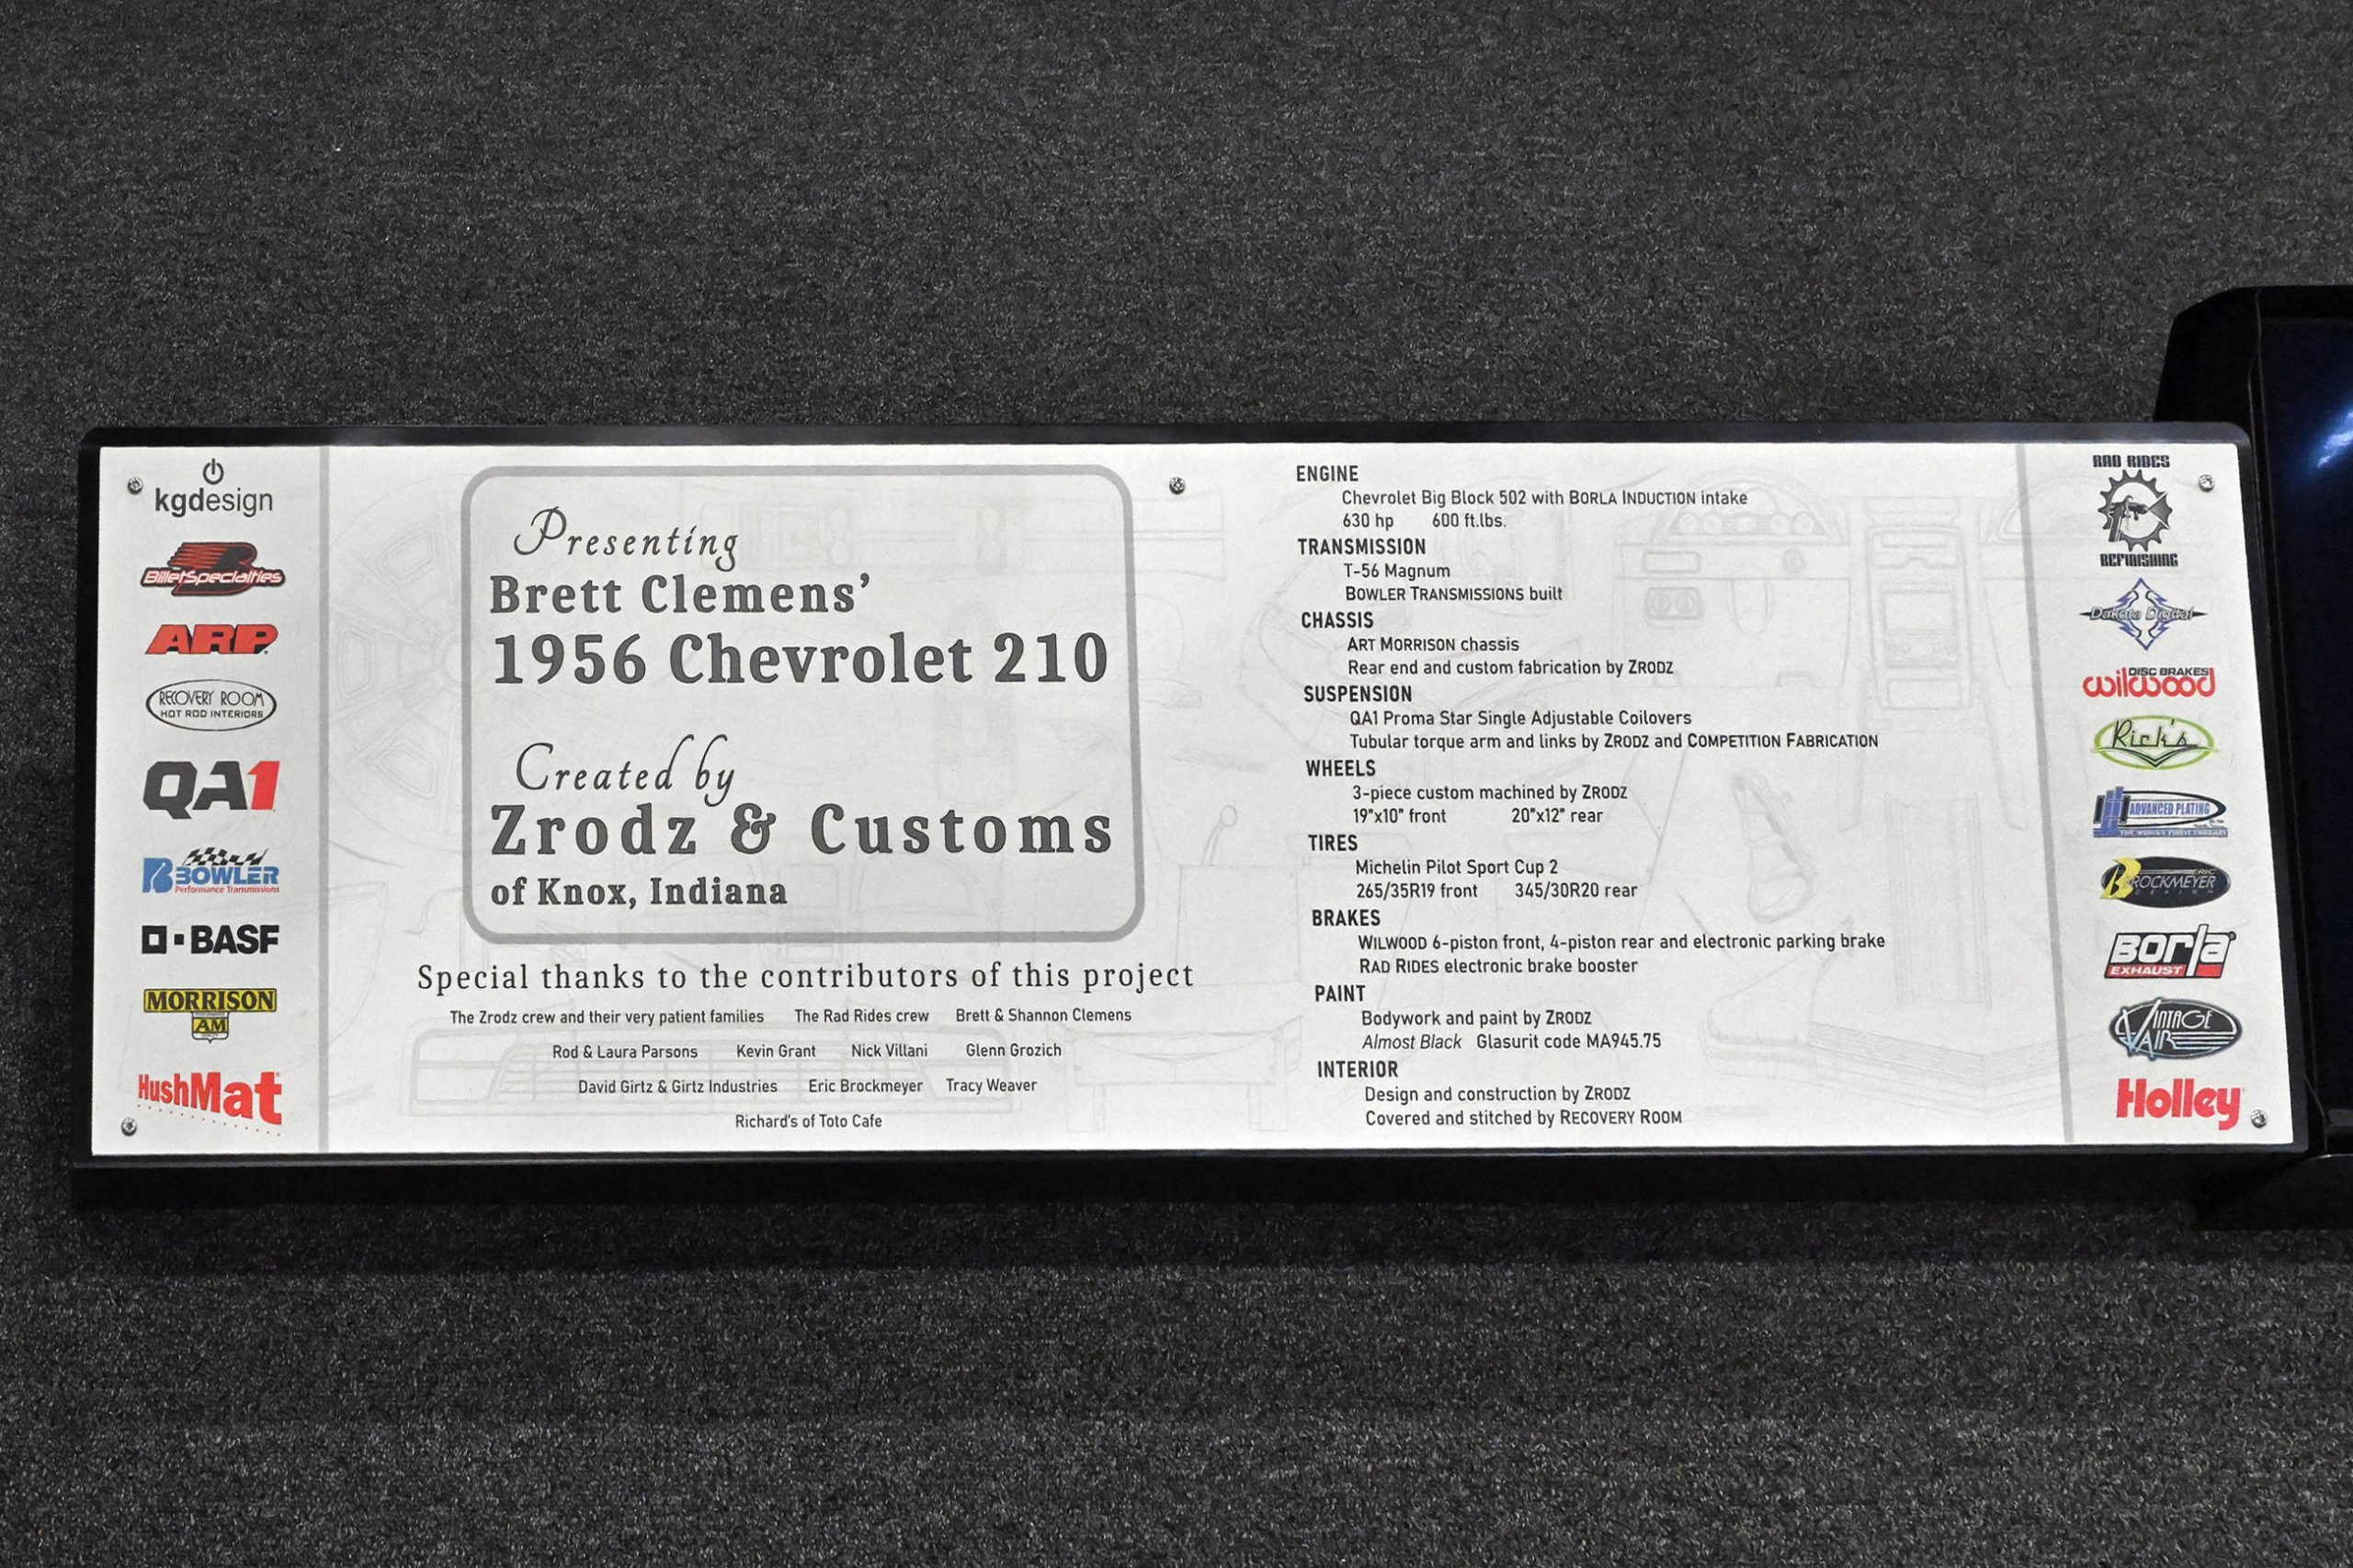 kgdesign
BilletSpecialties
ARP
RECOVERY ROOM
HOT ROD INTERIORS
QA1
BOWLER
Performance Transmissions
BASF
MORRISON
AM
HushMat
Presenting
Brett Clemens'
1956 Chevrolet 210
Created by
Zrodz & Customs
of Knox, Indiana
Special thanks to the contributors of this project
The Zrodz crew and their very patient families The Rad Rides crew Brett & Shannon Clemens
Rod & Laura Parsons Kevin Grant Nick Villani Glenn Grozich
David Girtz & Girtz Industries Eric Brockmeyer Tracy Weaver
Richard's of Toto Cafe
ENGINE
Chevrolet Big Block 502 with BORLA INDUCTION intake
630 hp 600 ft.lbs.
TRANSMISSION
T-56 Magnum
BOWLER TRANSMISSIONS built
CHASSIS
ART MORRISON chassis
Rear end and custom fabrication by ZRODZ
SUSPENSION
QA1 Proma Star Single Adjustable Coilovers
Tubular torque arm and links by ZRODZ and COMPETITION FABRICATION
WHEELS
3-piece custom machined by ZRODZ
19"x10" front 20"x12" rear
TIRES
Michelin Pilot Sport Cup 2
265/35R19 front 345/30R20 rear
BRAKES
WILWOOD 6-piston front, 4-piston rear and electronic parking brake
RAD RIDES electronic brake booster
PAINT
Bodywork and paint by ZRODZ
Almost Black Glasurit code MA945.75
INTERIOR
Design and construction by ZRODZ
Covered and stitched by RECOVERY ROOM
RAD RIDES
REFINISHING
Dakota Digital
DISC BRAKES
wilwood
Rick's
ADVANCED PLATING
THE WORLD'S FINEST CHROME
ERIC
BROCKMEYER
DESIGN
BORLA
EXHAUST
VINTAGE
AIR
Holley